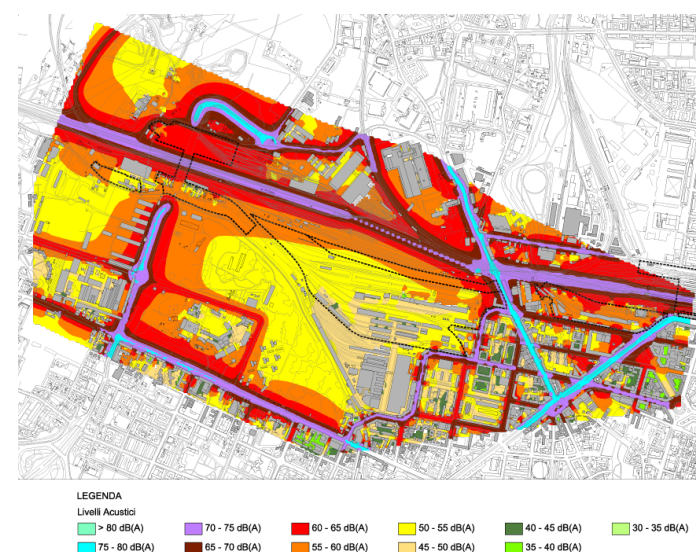 LEGENDA
Livelli Acustici
> 80 dB(A) 70 - 75 dB(A) 60 - 65 dB(A) 50 - 55 dB(A) 40 - 45 dB(A) 30 - 35 dB(A)
75 - 80 dB(A) 65 - 70 dB(A) 55 - 60 dB(A) 45 - 50 dB(A) 35 - 40 dB(A)